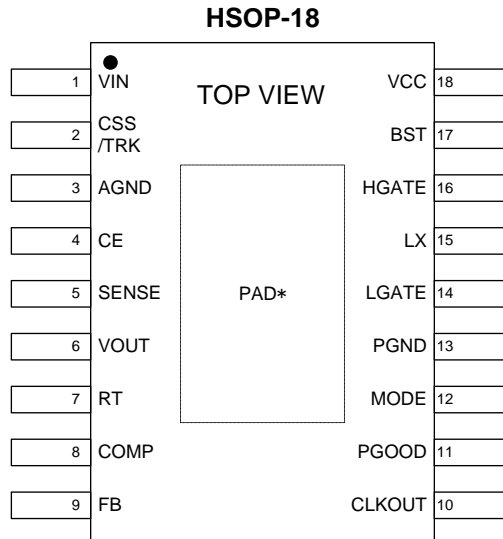 HSOP-18
TOP VIEW
1 VIN
2 CSS
/TRK
3 AGND
4 CE
5 SENSE
6 VOUT
7 RT
8 COMP
9 FB
PAD*
VCC 18
BST 17
HGATE 16
LX 15
LGATE 14
PGND 13
MODE 12
PGOOD 11
CLKOUT 10